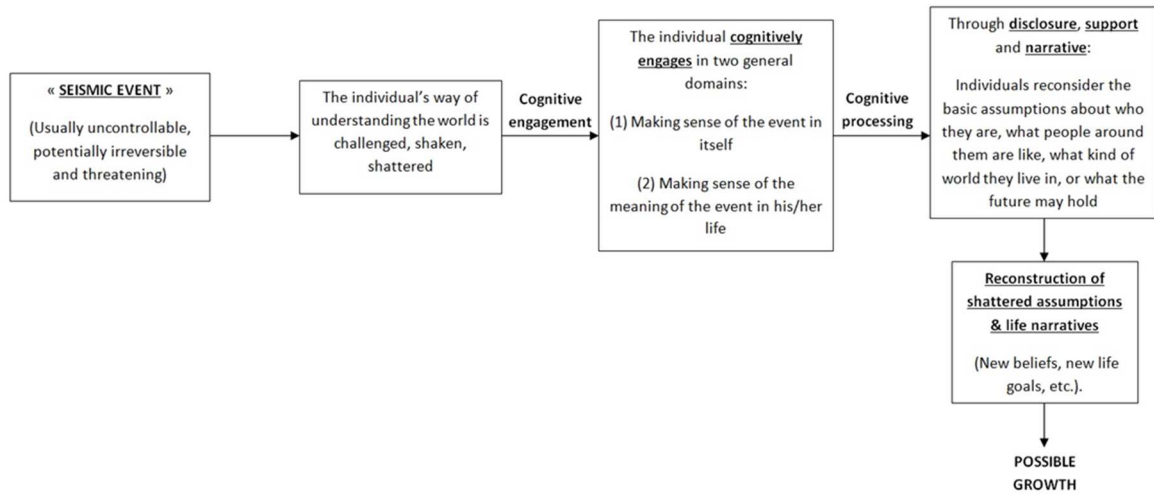 « SEISMIC EVENT »
(Usually uncontrollable,
potentially irreversible
and threatening)
The individual’s way of
understanding the world is
challenged, shaken,
shattered
Cognitive
engagement
The individual cognitively
engages in two general
domains:
(1) Making sense of the event in
itself
(2) Making sense of the
meaning of the event in his/her
life
Cognitive
processing
Through disclosure, support
and narrative:
Individuals reconsider the
basic assumptions about who
they are, what people around
them are like, what kind of
world they live in, or what the
future may hold
Reconstruction of
shattered assumptions
& life narratives
(New beliefs, new life
goals, etc.).
POSSIBLE
GROWTH